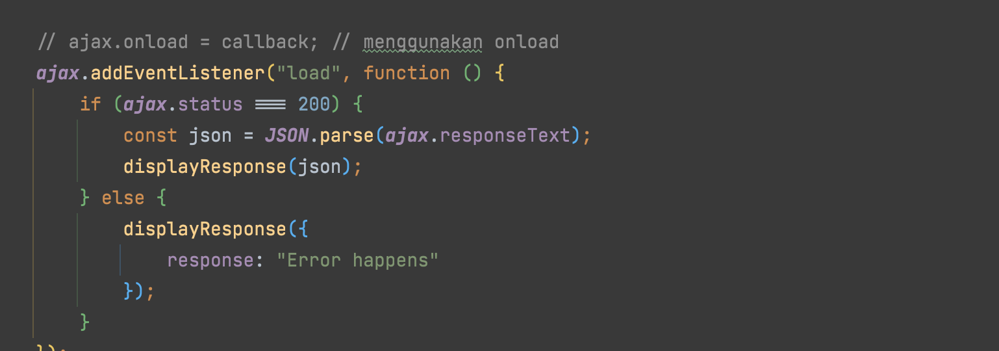 // ajax.onload = callback; // menggunakan onload
ajax.addEventListener("load", function () {
    if (ajax.status === 200) {
        const json = JSON.parse(ajax.responseText);
        displayResponse(json);
    } else {
        displayResponse({
            response: "Error happens"
        });
    }
});